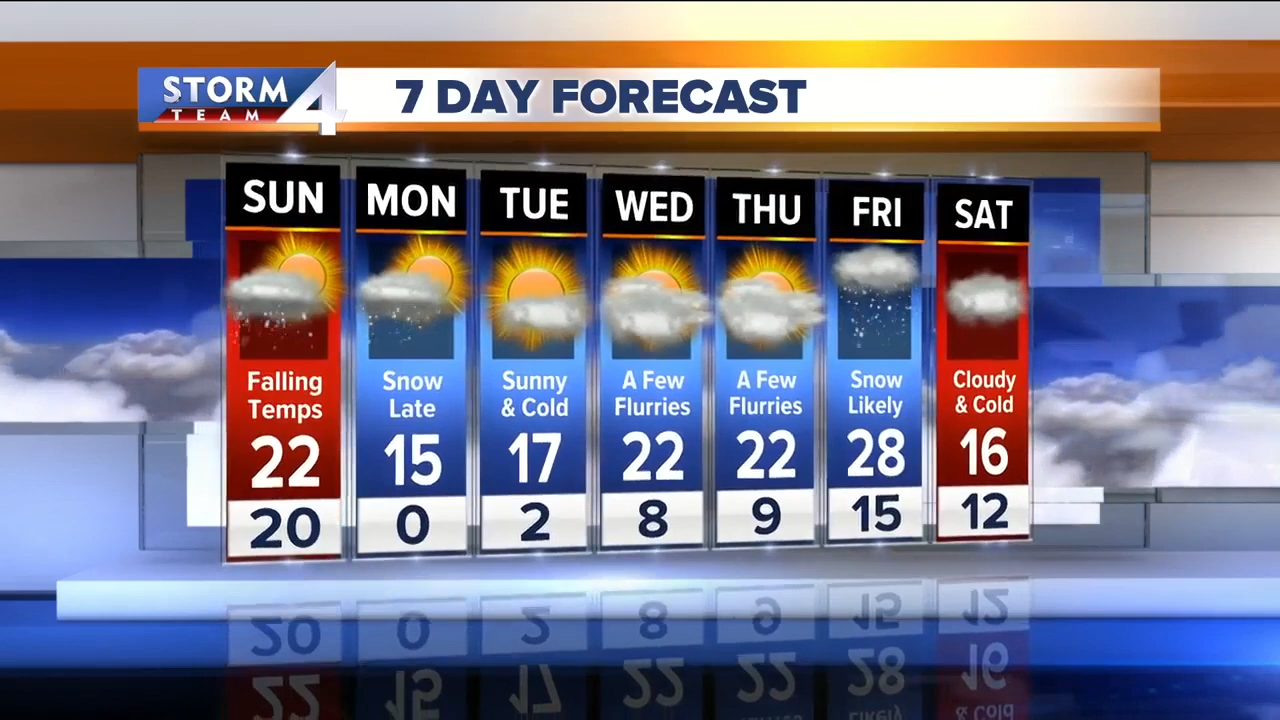 STORM
TEAM
4
7 DAY FORECAST
SUN
Falling
Temps
22
20
MON
Snow
Late
15
0
TUE
Sunny
& Cold
17
2
WED
A Few
Flurries
22
8
THU
A Few
Flurries
22
9
FRI
Snow
Likely
28
15
SAT
Cloudy
& Cold
16
12